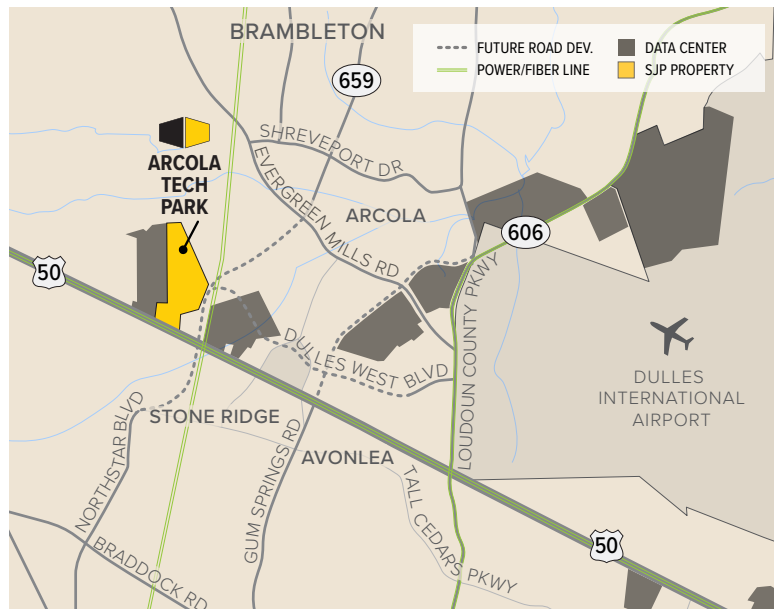 BRAMBLETON
FUTURE ROAD DEV.
DATA CENTER
POWER/FIBER LINE
SJP PROPERTY
659
SHREVEPORT DR
ARCOLA
TECH
PARK
EVERGREEN MILLS RD
ARCOLA
606
50
LOUDOUN COUNTY PKWY
DULLES WEST BLVD
DULLES
INTERNATIONAL
AIRPORT
STONE RIDGE
NORTHSTAR BLVD
GUM SPRINGS RD
AVONLEA
TALL CEDARS PKWY
50
BRADDOCK RD